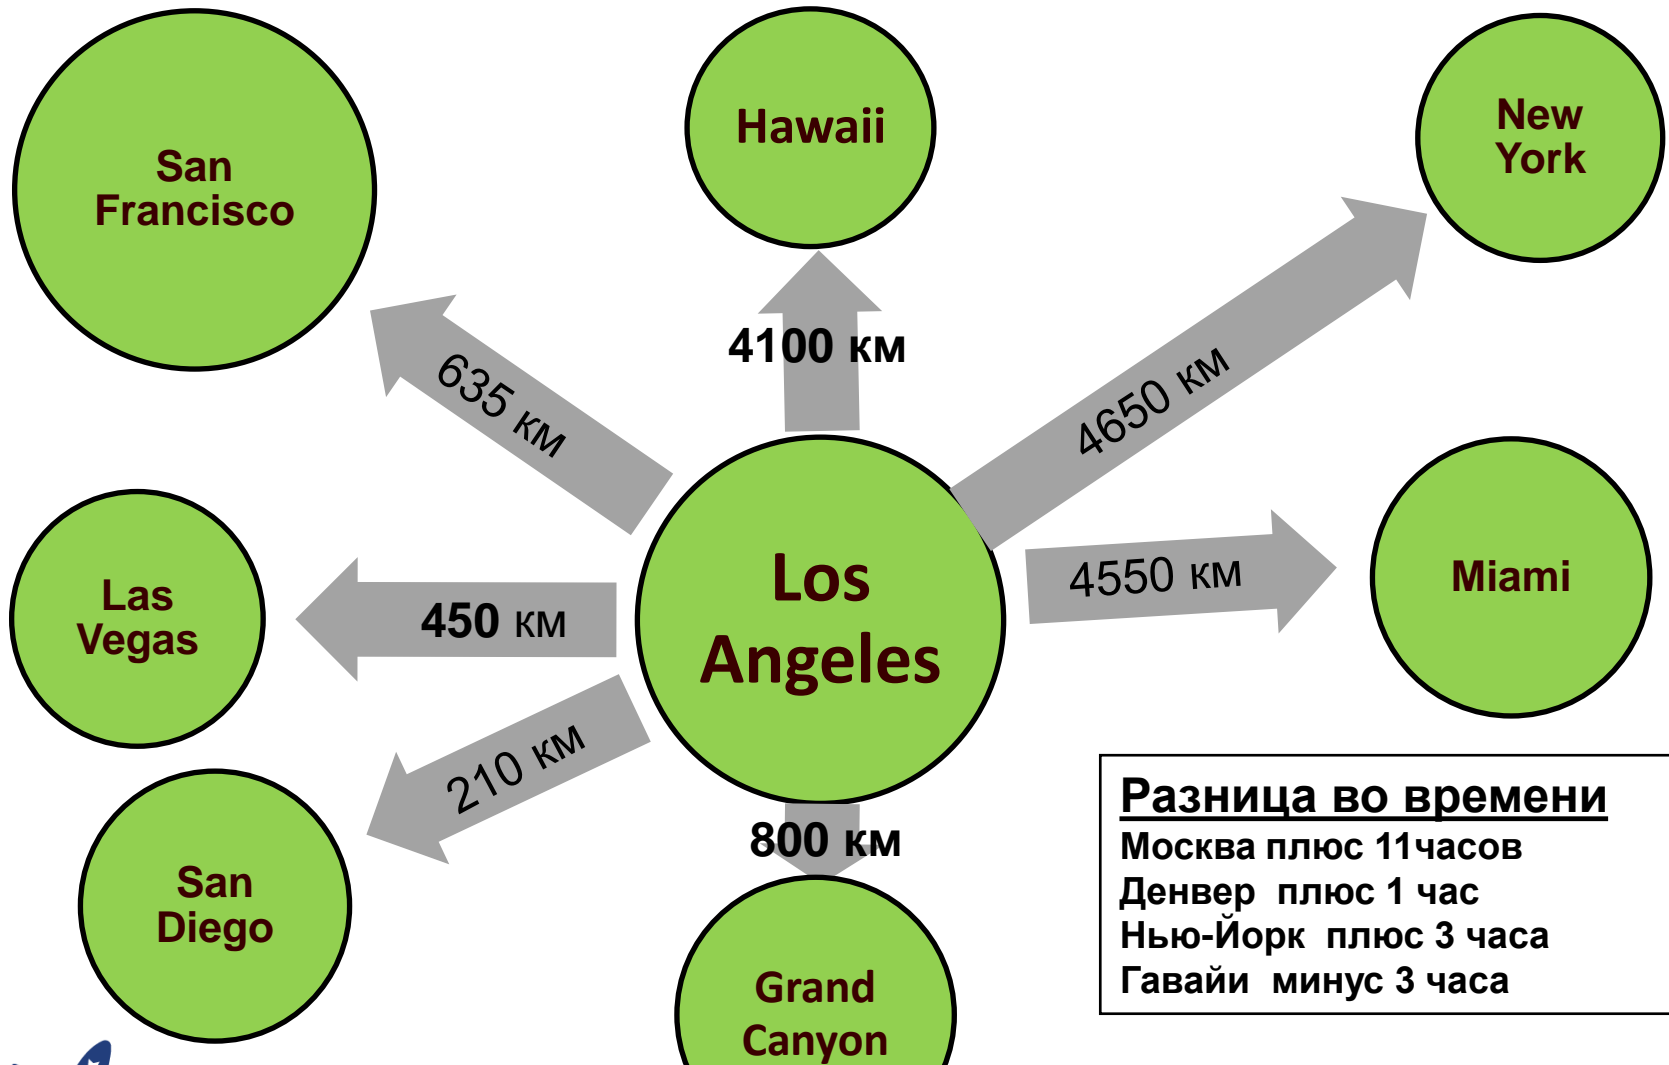 San
Francisco
Hawaii
New
York
635 км
4100 км
4650 км
Las
Vegas
450 км
Los
Angeles
4550 км
Miami
210 км
San
Diego
800 км
Grand
Canyon
Разница во времени
Москва плюс 11часов
Денвер плюс 1 час
Нью-Йорк плюс 3 часа
Гавайи минус 3 часа